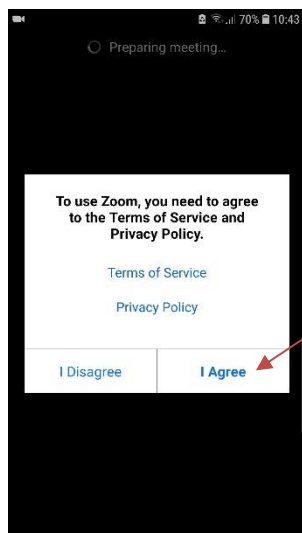 70% 10:43
Preparing meeting...
To use Zoom, you need to agree
to the Terms of Service and
Privacy Policy.
Terms of Service
Privacy Policy
I Disagree
I Agree